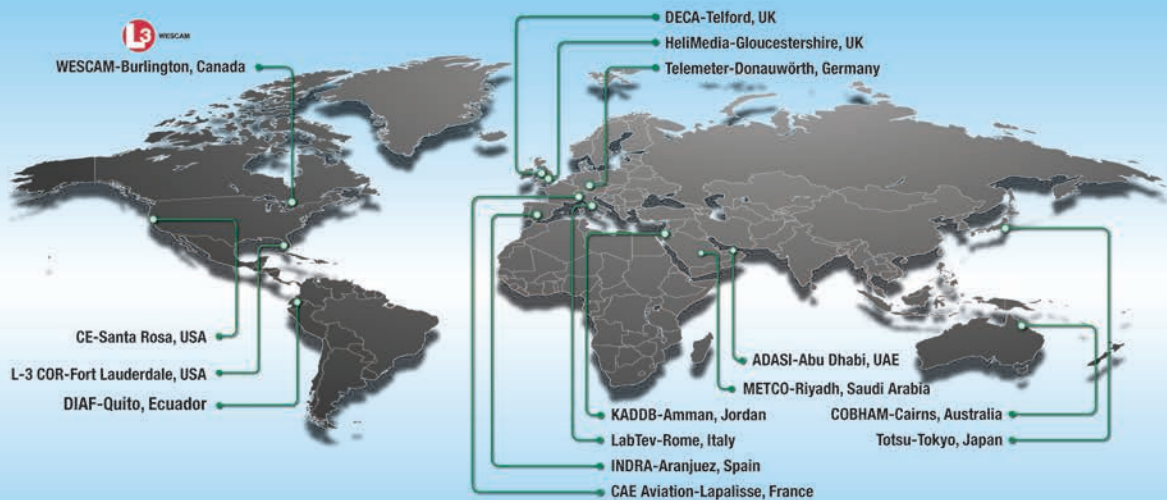 L3 WESCAM
WESCAM-Burlington, Canada
DECA-Telford, UK
HeliMedia-Gloucestershire, UK
Telemeter-Donauwörth, Germany
CE-Santa Rosa, USA
L-3 COR-Fort Lauderdale, USA
DIAF-Quito, Ecuador
ADASI-Abu Dhabi, UAE
METCO-Riyadh, Saudi Arabia
KADDB-Amman, Jordan
LabTev-Rome, Italy
INDRA-Aranjuez, Spain
CAE Aviation-Lapalisse, France
COBHAM-Cairns, Australia
Totsu-Tokyo, Japan